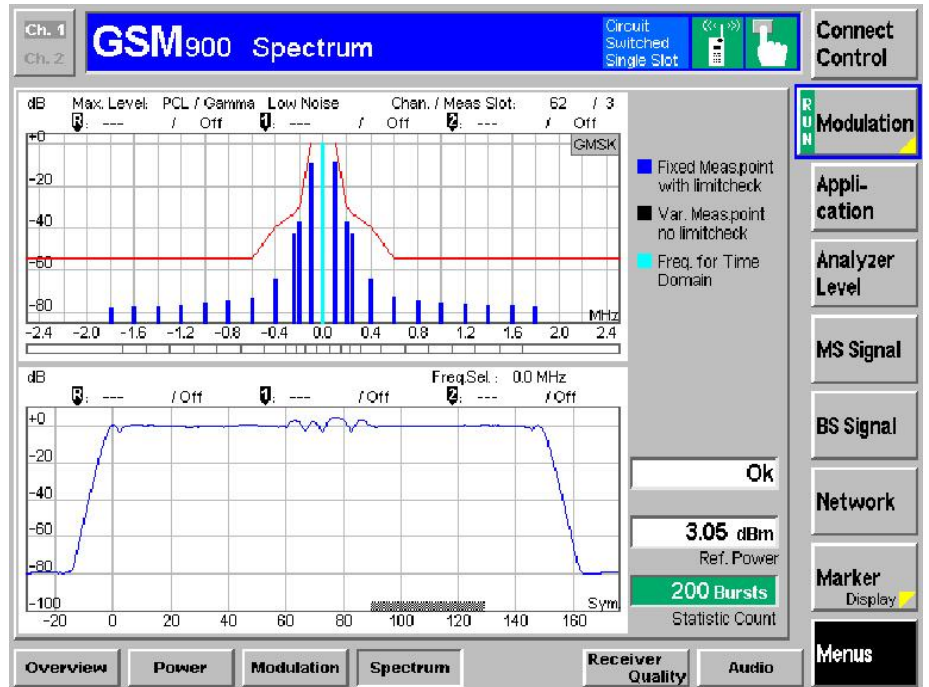 Ch. 1
Ch. 2
GSM900 Spectrum
Circuit
Switched
Single Slot
Connect
Control
dB Max. Level: PCL / Gamma Low Noise Chan. / Meas Slot: 62 / 3
R: --- / Off 1: --- / Off 2: --- / Off
GMSK
+0
-20
-40
-60
-80
MHz
-2.4 -2.0 -1.6 -1.2 -0.8 -0.4 0.0 0.4 0.8 1.2 1.6 2.0 2.4
Fixed Meas.point
with limitcheck
Var. Meas.point
no limitcheck
Freq. for Time
Domain
dB Freq.Sel. : 0.0 MHz
R: --- / Off 1: --- / Off 2: --- / Off
+0
-20
-40
-60
-80
-100
Sym
-20 0 20 40 60 80 100 120 140 160
Ok
3.05 dBm
Ref. Power
200 Bursts
Statistic Count
RUN
Modulation
Appli-
cation
Analyzer
Level
MS Signal
BS Signal
Network
Marker
Display
Menus
Overview
Power
Modulation
Spectrum
Receiver
Quality
Audio